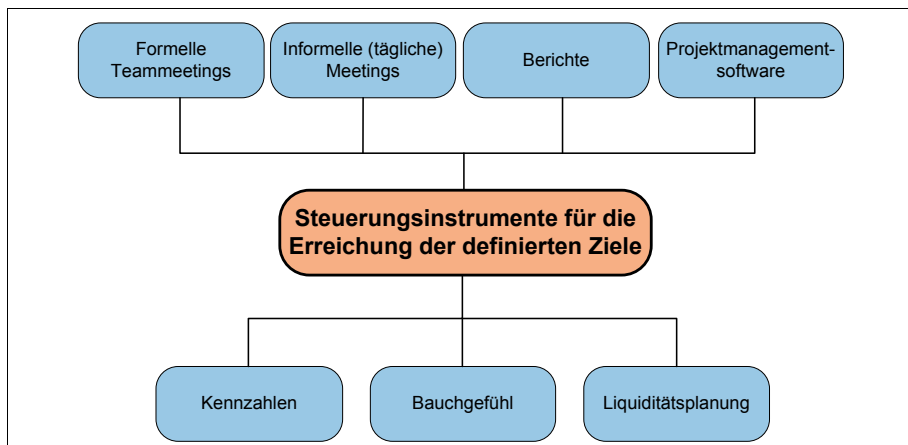 Formelle
Teammeetings
Informelle (tägliche)
Meetings
Berichte
Projektmanagement-
software
Steuerungsinstrumente für die
Erreichung der definierten Ziele
Kennzahlen
Bauchgefühl
Liquiditätsplanung